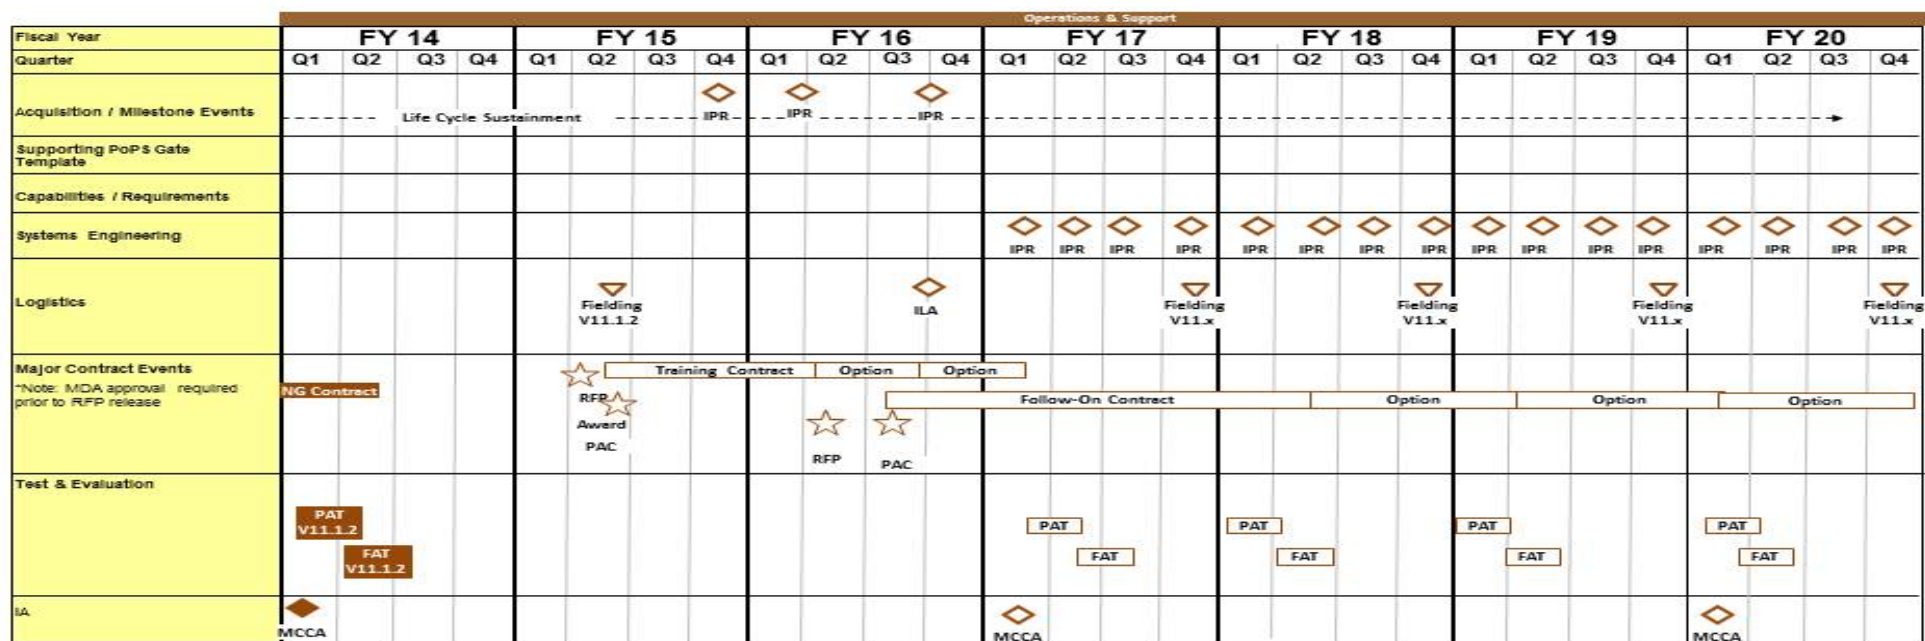 Operations & Support
Fiscal Year FY 14 FY 15 FY 16 FY 17 FY 18 FY 19 FY 20
Quarter Q1 Q2 Q3 Q4 Q1 Q2 Q3 Q4 Q1 Q2 Q3 Q4 Q1 Q2 Q3 Q4 Q1 Q2 Q3 Q4 Q1 Q2 Q3 Q4 Q1 Q2 Q3 Q4
Acquisition / Milestone Events
Life Cycle Sustainment IPR IPR IPR
Supporting PoPS Gate
Template
Capabilities / Requirements
Systems Engineering
IPR IPR IPR IPR IPR IPR IPR IPR IPR IPR IPR IPR IPR IPR IPR IPR
Logistics
Fielding
V11.1.2
ILA
Fielding
V11.x
Fielding
V11.x
Fielding
V11.x
Fielding
V11.x
Major Contract Events
*Note: MDA approval required
prior to RFP release
NG Contract
Training Contract Option Option
RFP
Award
PAC
Follow-On Contract Option Option Option
RFP PAC
Test & Evaluation
PAT
V11.1.2
FAT
V11.1.2
PAT PAT PAT PAT
FAT FAT FAT FAT
IA
MCCA MCCA MCCA